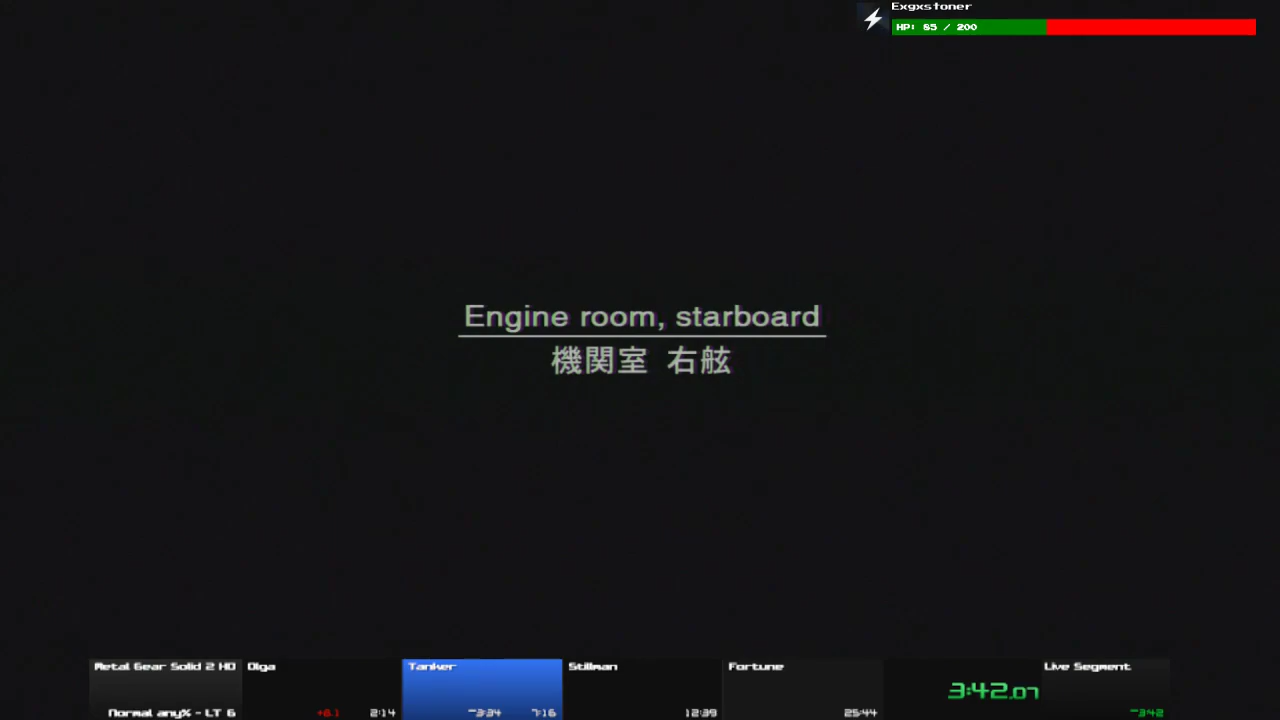 Exgxstoner
HP: 85 / 200
Engine room, starboard
機関室 右舷
Metal Gear Solid 2 HD
Normal any% - LT 6
Olga
2:14
Tanker
-3:34 7:16
Stillman
12:39
Fortune
25:44
3:42.07
Live Segment
-3:42